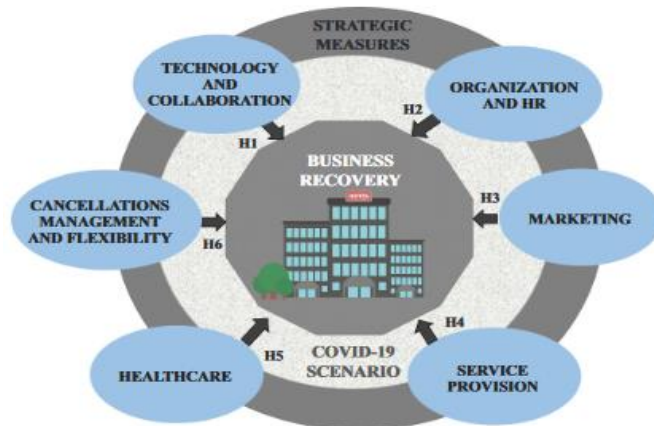 STRATEGIC
MEASURES
TECHNOLOGY
AND
COLLABORATION
H1
ORGANIZATION
AND HR
H2
BUSINESS
RECOVERY
CANCELLATIONS
MANAGEMENT
AND FLEXIBILITY
H6
H3
MARKETING
HEALTHCARE
H5
COVID-19
SCENARIO
H4
SERVICE
PROVISION